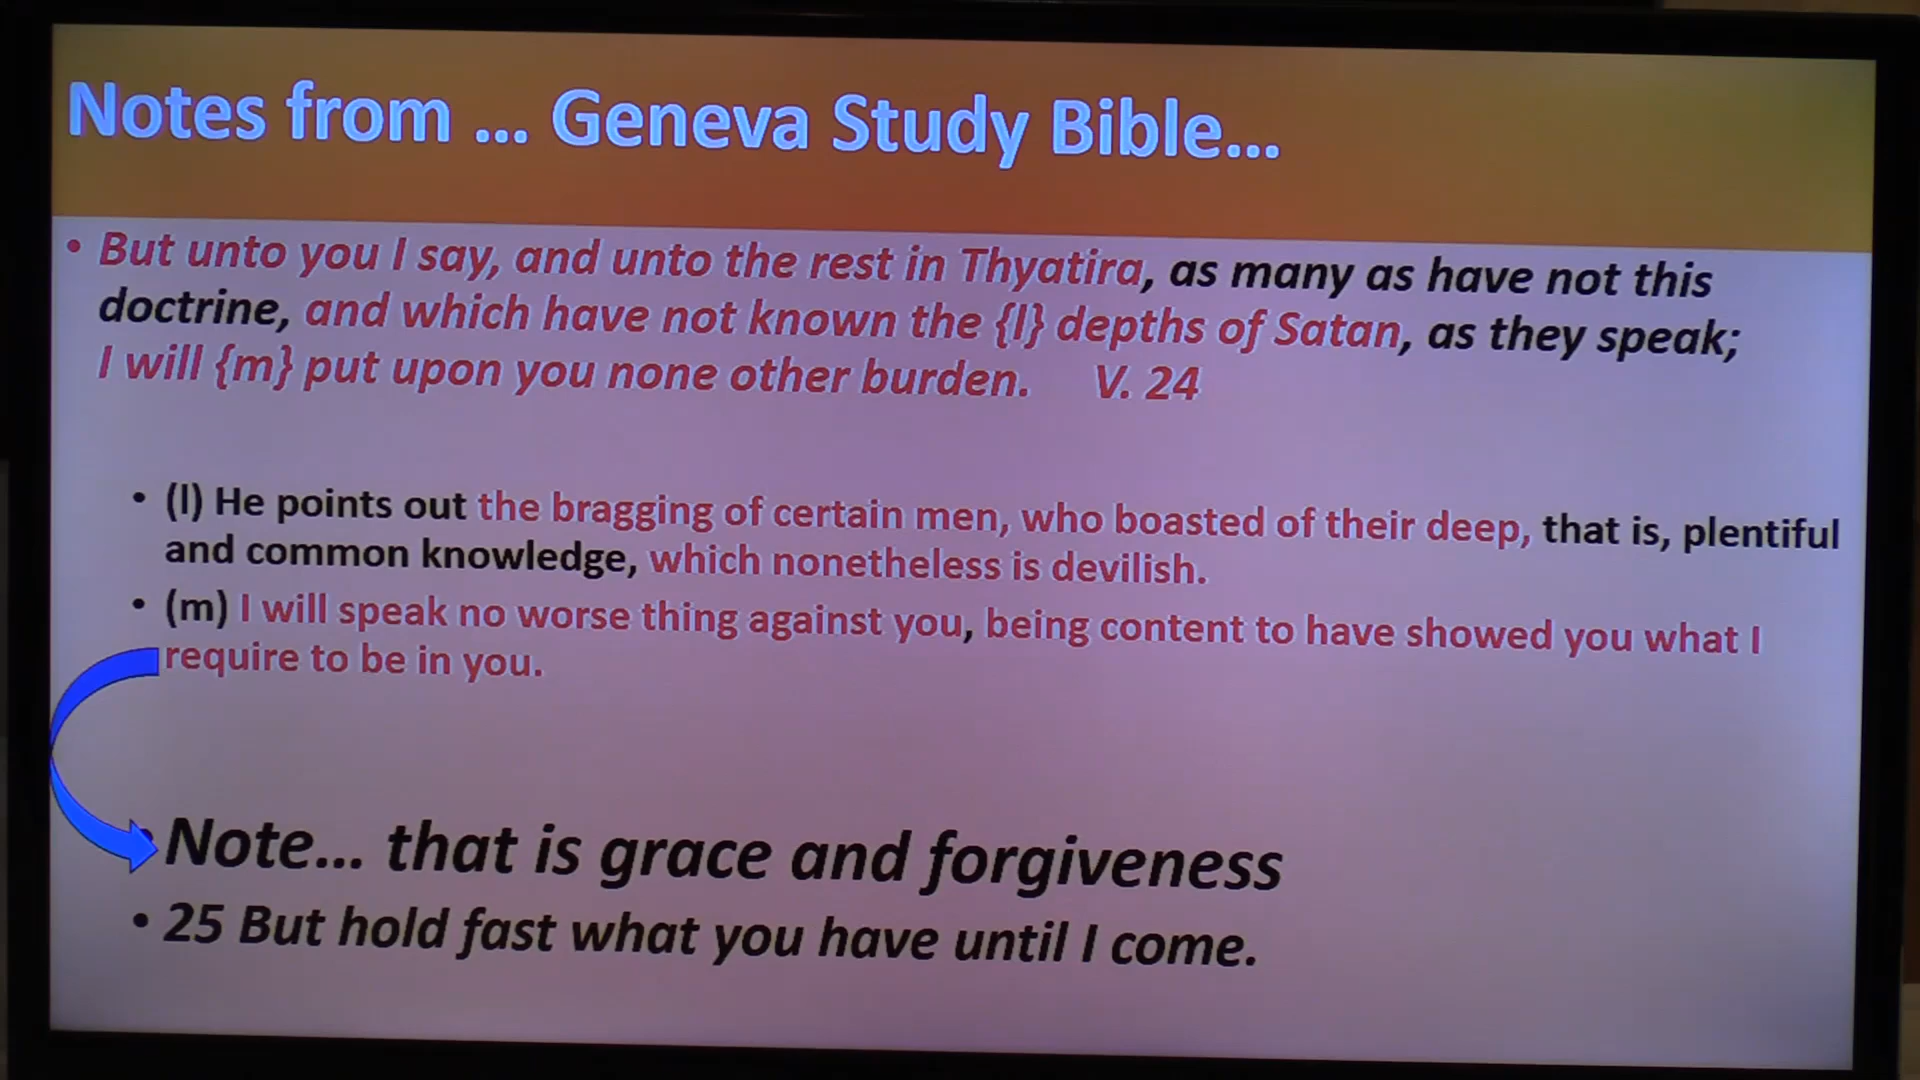 Notes from ... Geneva Study Bible...
• But unto you I say, and unto the rest in Thyatira, as many as have not this
doctrine, and which have not known the {l} depths of Satan, as they speak;
I will {m} put upon you none other burden. V. 24
• (l) He points out the bragging of certain men, who boasted of their deep, that is, plentiful
and common knowledge, which nonetheless is devilish.
• (m) I will speak no worse thing against you, being content to have showed you what I
require to be in you.
• Note... that is grace and forgiveness
• 25 But hold fast what you have until I come.